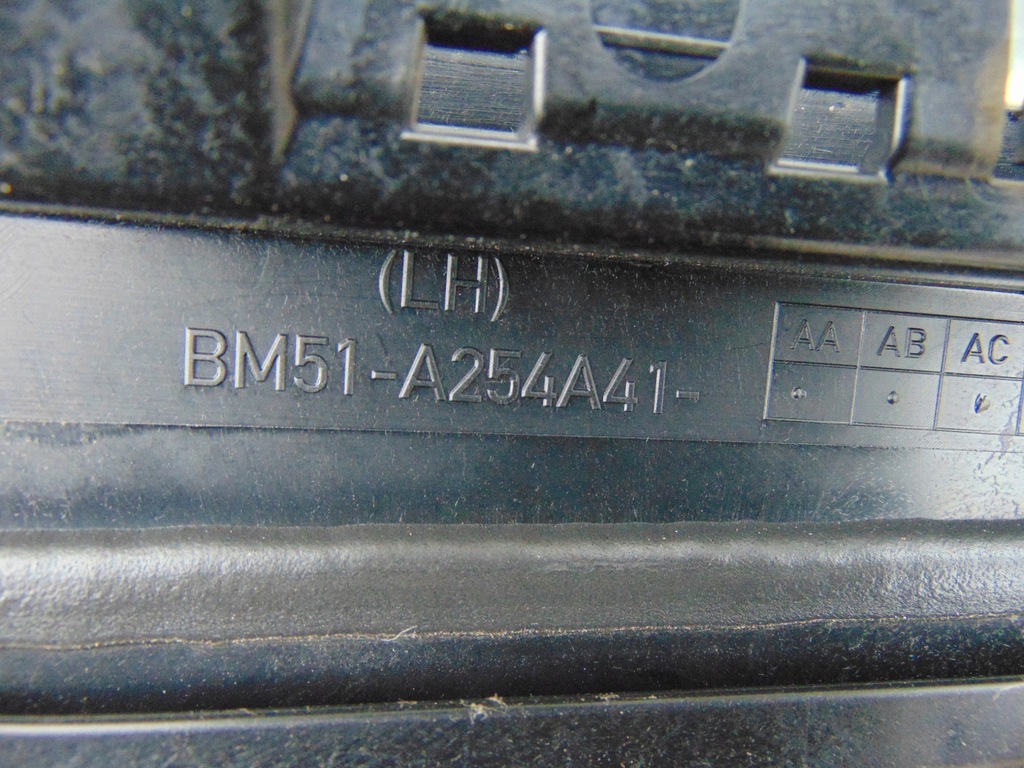 (LH)
BM51-A254A41-
AA AB AC